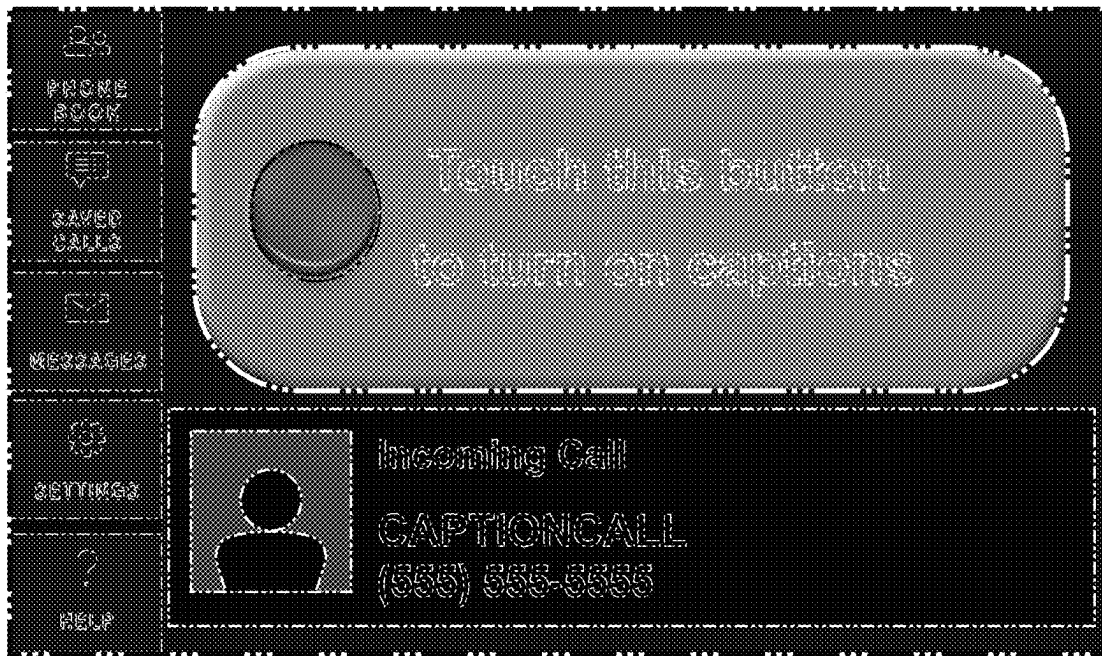 PHONE
BOOK
SAVED
CALLS
MESSAGES
SETTINGS
HELP
Touch this button
to turn on captions
Incoming Call
CAPTIONCALL
(555) 555-5555